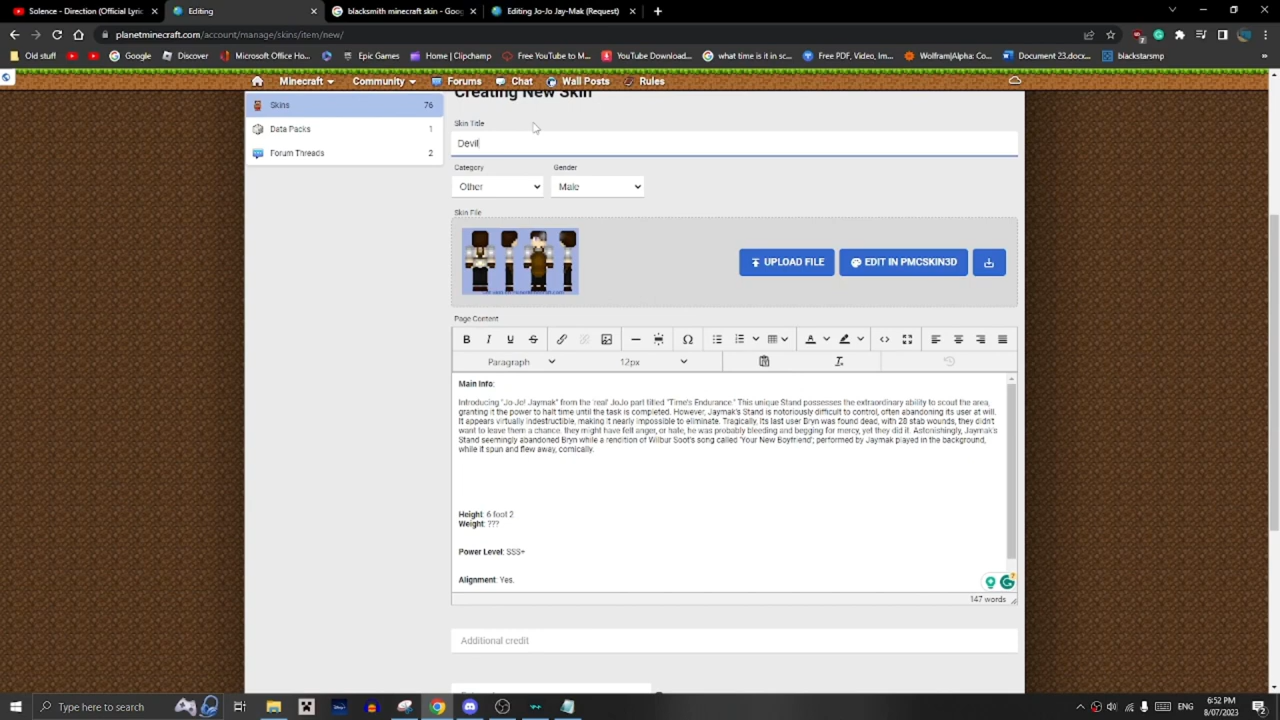 Solence - Direction (Official Lyric
Editing
blacksmith minecraft skin - Goo
Editing Jo-Jo Jay-Mak (Request)
planetminecraft.com/account/manage/skins/item/new/
Old stuff
Google
Discover
Microsoft Office Ho...
Epic Games
Home | Clipchamp
Free YouTube to M...
YouTube Download...
what time is it in sc...
Free PDF, Video, Im...
Wolfram|Alpha: Co...
Document 23.docx...
blackstarsmp
Minecraft
Community
Forums
Chat
Wall Posts
Rules
Creating New Skin
Skins 76
Data Packs 1
Forum Threads 2
Skin Title
Devil
Category Gender
Other Male
Skin File
UPLOAD FILE
EDIT IN PMCSKIN3D
Page Content
Paragraph 12px
Main Info:
Introducing "Jo-Jo! Jaymak" from the 'real' JoJo part titled "Time's Endurance." This unique Stand possesses the extraordinary ability to scout the area,
granting it the power to halt time until the task is completed. However, Jaymak's Stand is notoriously difficult to control, often abandoning its user at will.
It appears virtually indestructible, making it nearly impossible to eliminate. Tragically, its last user Bryn was found dead, with 28 stab wounds, they didn't
want to leave them a chance, they might have felt anger, or hate, he was probably bleeding and begging for mercy, yet they did it. Astonishingly, Jaymak's
Stand seemingly abandoned Bryn while a rendition of Wilbur Soot's song called 'Your New Boyfriend'; performed by Jaymak played in the background,
while it spun and flew away, comically.
Height: 6 foot 2
Weight: ???
Power Level: SSS+
Alignment: Yes.
147 words
Additional credit
Type here to search
ENG
6:52 PM
8/07/2023